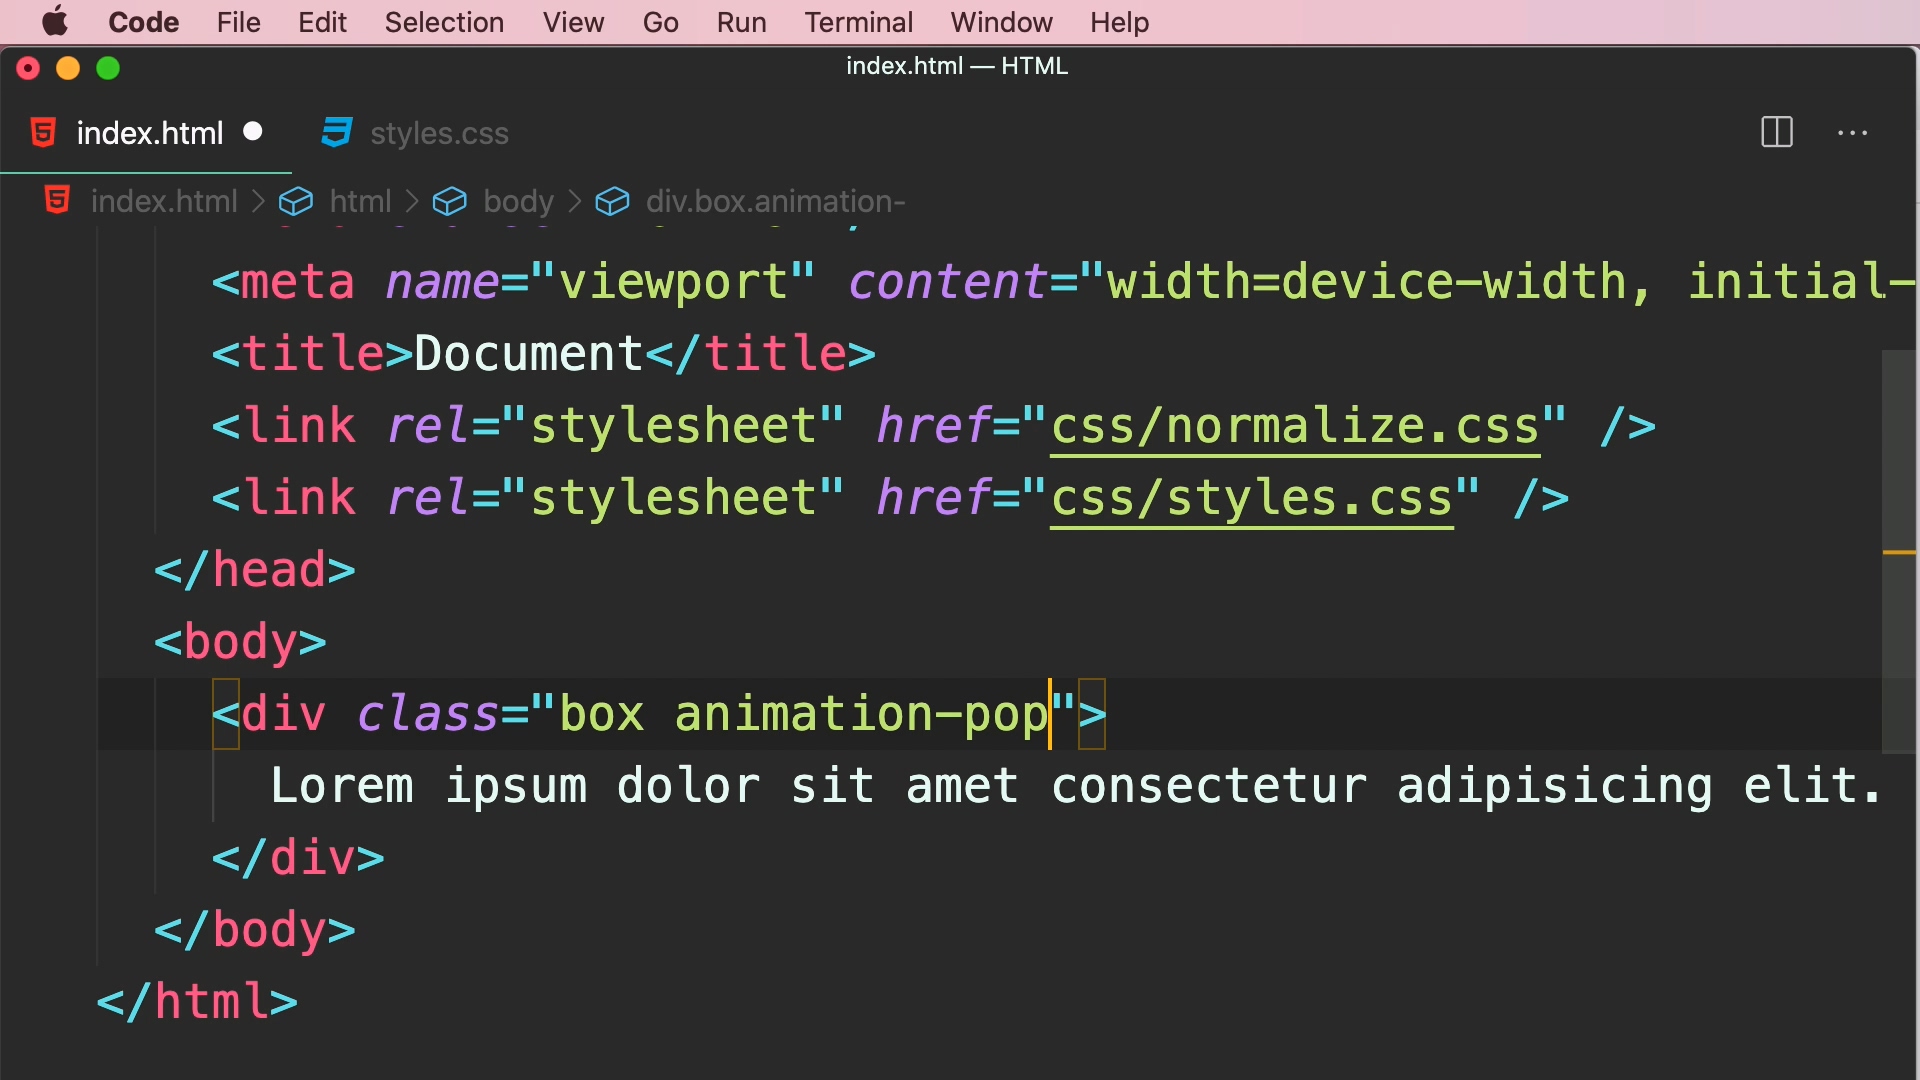 Code File Edit Selection View Go Run Terminal Window Help
index.html — HTML
index.html styles.css
index.html > html > body > div.box.animation-
<meta name="viewport" content="width=device-width, initial-
<title>Document</title>
<link rel="stylesheet" href="css/normalize.css" />
<link rel="stylesheet" href="css/styles.css" />
</head>
<body>
<div class="box animation-pop">
Lorem ipsum dolor sit amet consectetur adipisicing elit.
</div>
</body>
</html>